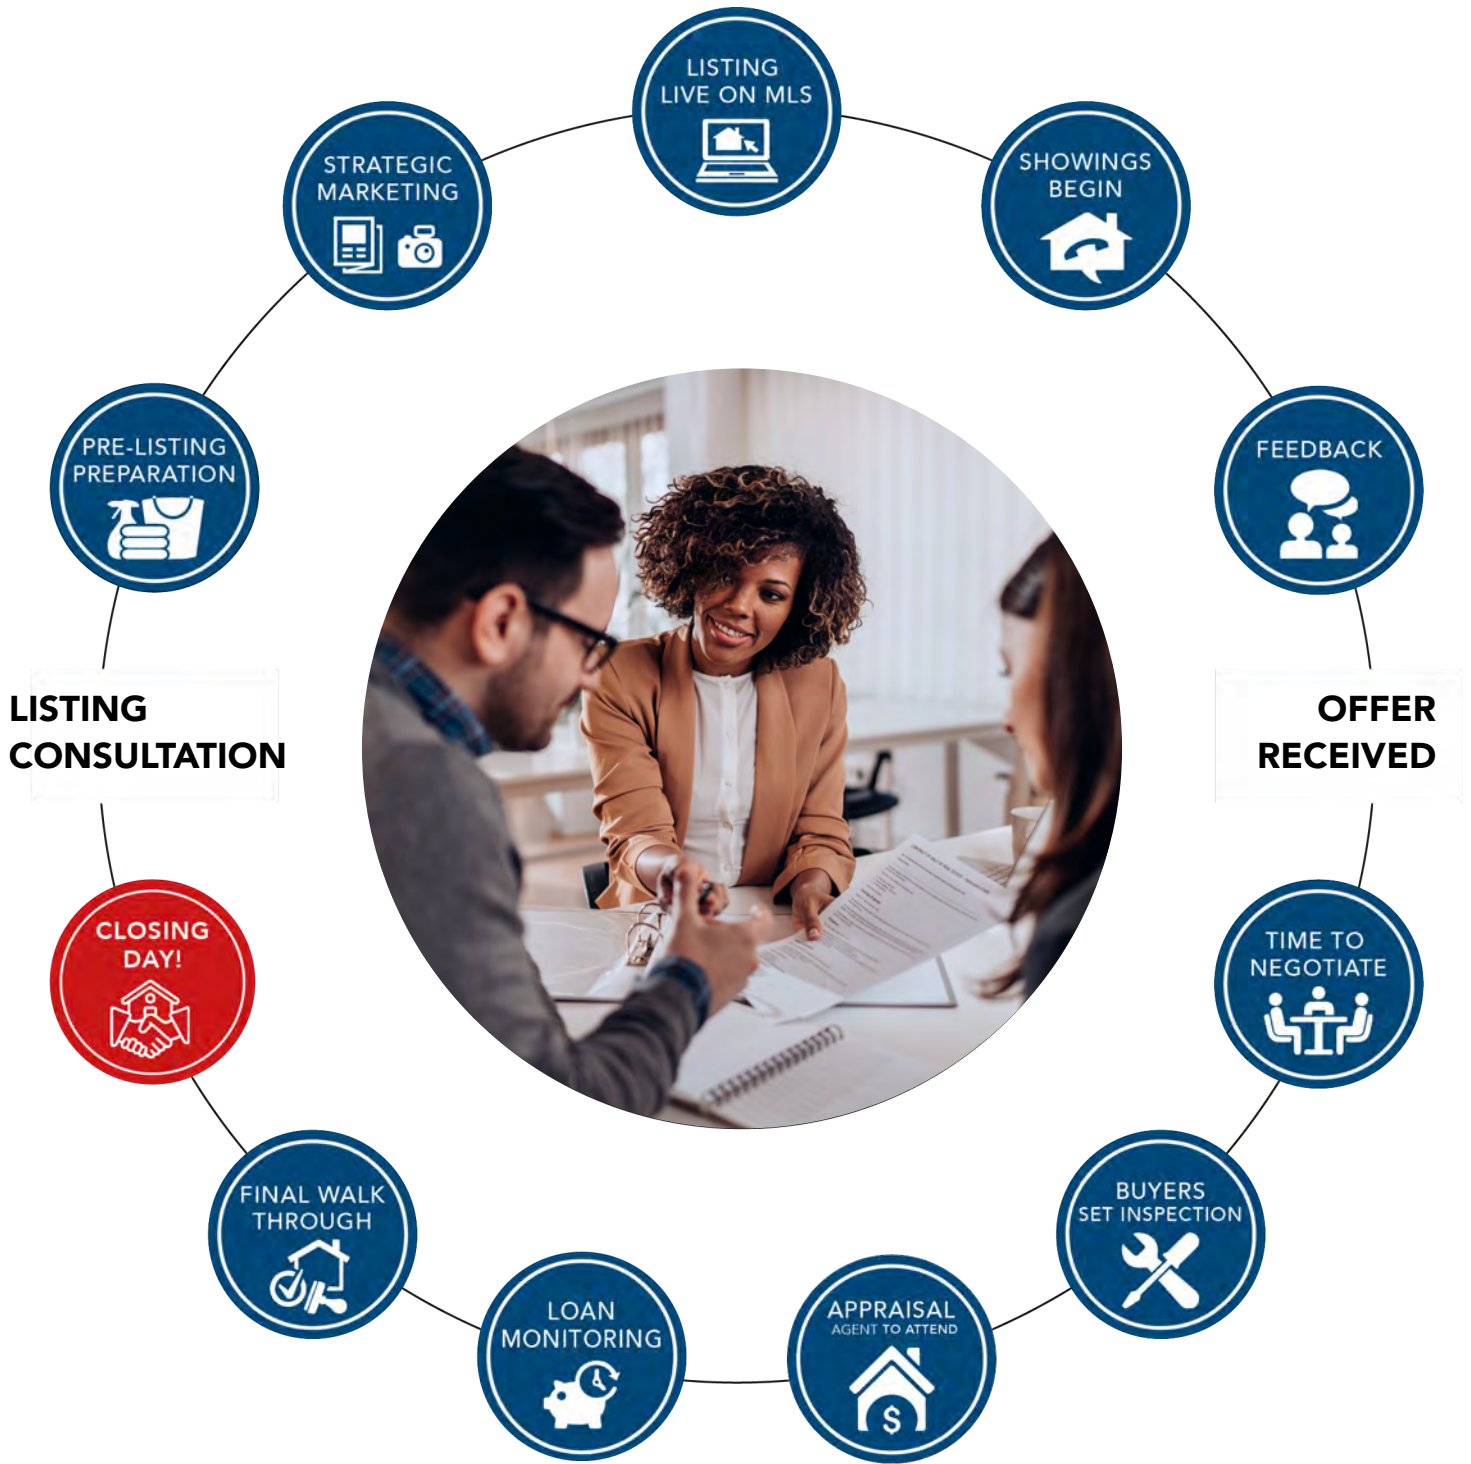 LISTING
LIVE ON MLS
STRATEGIC
MARKETING
SHOWINGS
BEGIN
PRE-LISTING
PREPARATION
FEEDBACK
LISTING
CONSULTATION
OFFER
RECEIVED
CLOSING
DAY!
TIME TO
NEGOTIATE
FINAL WALK
THROUGH
BUYERS
SET INSPECTION
LOAN
MONITORING
APPRAISAL
AGENT TO ATTEND
$